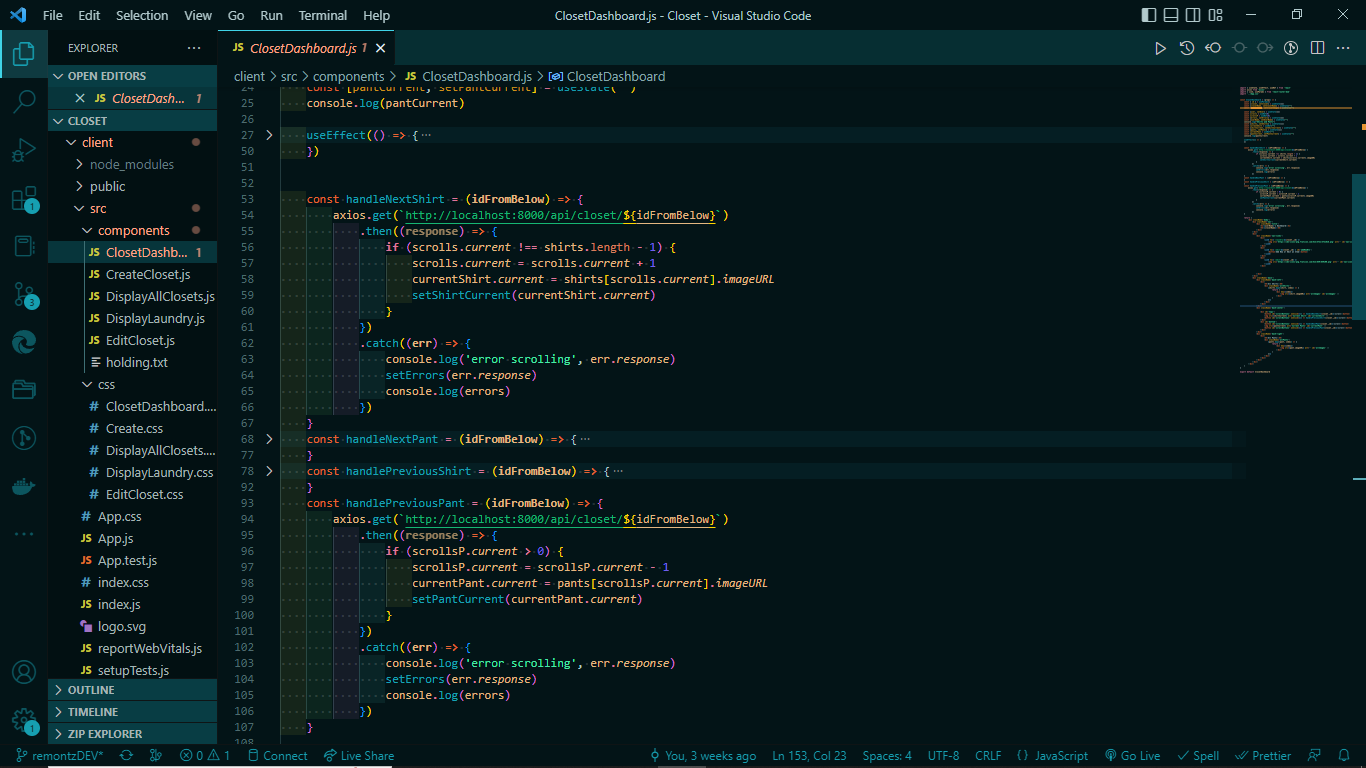 File Edit Selection View Go Run Terminal Help ClosetDashboard.js - Closet - Visual Studio Code
EXPLORER
JS ClosetDashboard.js 1
OPEN EDITORS
JS ClosetDash... 1
CLOSET
client
node_modules
public
src
components
JS ClosetDashb... 1
JS CreateCloset.js
JS DisplayAllClosets.js
JS DisplayLaundry.js
JS EditCloset.js
holding.txt
css
# ClosetDashboard....
# Create.css
# DisplayAllClosets....
# DisplayLaundry.css
# EditCloset.css
# App.css
JS App.js
JS App.test.js
# index.css
JS index.js
logo.svg
JS reportWebVitals.js
JS setupTests.js
OUTLINE
TIMELINE
ZIP EXPLORER
1
3
1
client > src > components > JS ClosetDashboard.js > ClosetDashboard
24 const [pantCurrent, setPantCurrent] = useState('')
25 console.log(pantCurrent)
26
27 useEffect(() => { ...
50 })
51
52
53 const handleNextShirt = (idFromBelow) => {
54 axios.get(`http://localhost:8000/api/closet/${idFromBelow}`)
55 .then((response) => {
56 if (scrolls.current !== shirts.length - 1) {
57 scrolls.current = scrolls.current + 1
58 currentShirt.current = shirts[scrolls.current].imageURL
59 setShirtCurrent(currentShirt.current)
60 }
61 })
62 .catch((err) => {
63 console.log('error scrolling', err.response)
64 setErrors(err.response)
65 console.log(errors)
66 })
67 }
68 const handleNextPant = (idFromBelow) => { ...
77 }
78 const handlePreviousShirt = (idFromBelow) => { ...
92 }
93 const handlePreviousPant = (idFromBelow) => {
94 axios.get(`http://localhost:8000/api/closet/${idFromBelow}`)
95 .then((response) => {
96 if (scrollsP.current > 0) {
97 scrollsP.current = scrollsP.current - 1
98 currentPant.current = pants[scrollsP.current].imageURL
99 setPantCurrent(currentPant.current)
100 }
101 })
102 .catch((err) => {
103 console.log('error scrolling', err.response)
104 setErrors(err.response)
105 console.log(errors)
106 })
107 }
108
remontzDEV* 0 1 Connect Live Share You, 3 weeks ago Ln 153, Col 23 Spaces: 4 UTF-8 CRLF {} JavaScript Go Live Spell Prettier